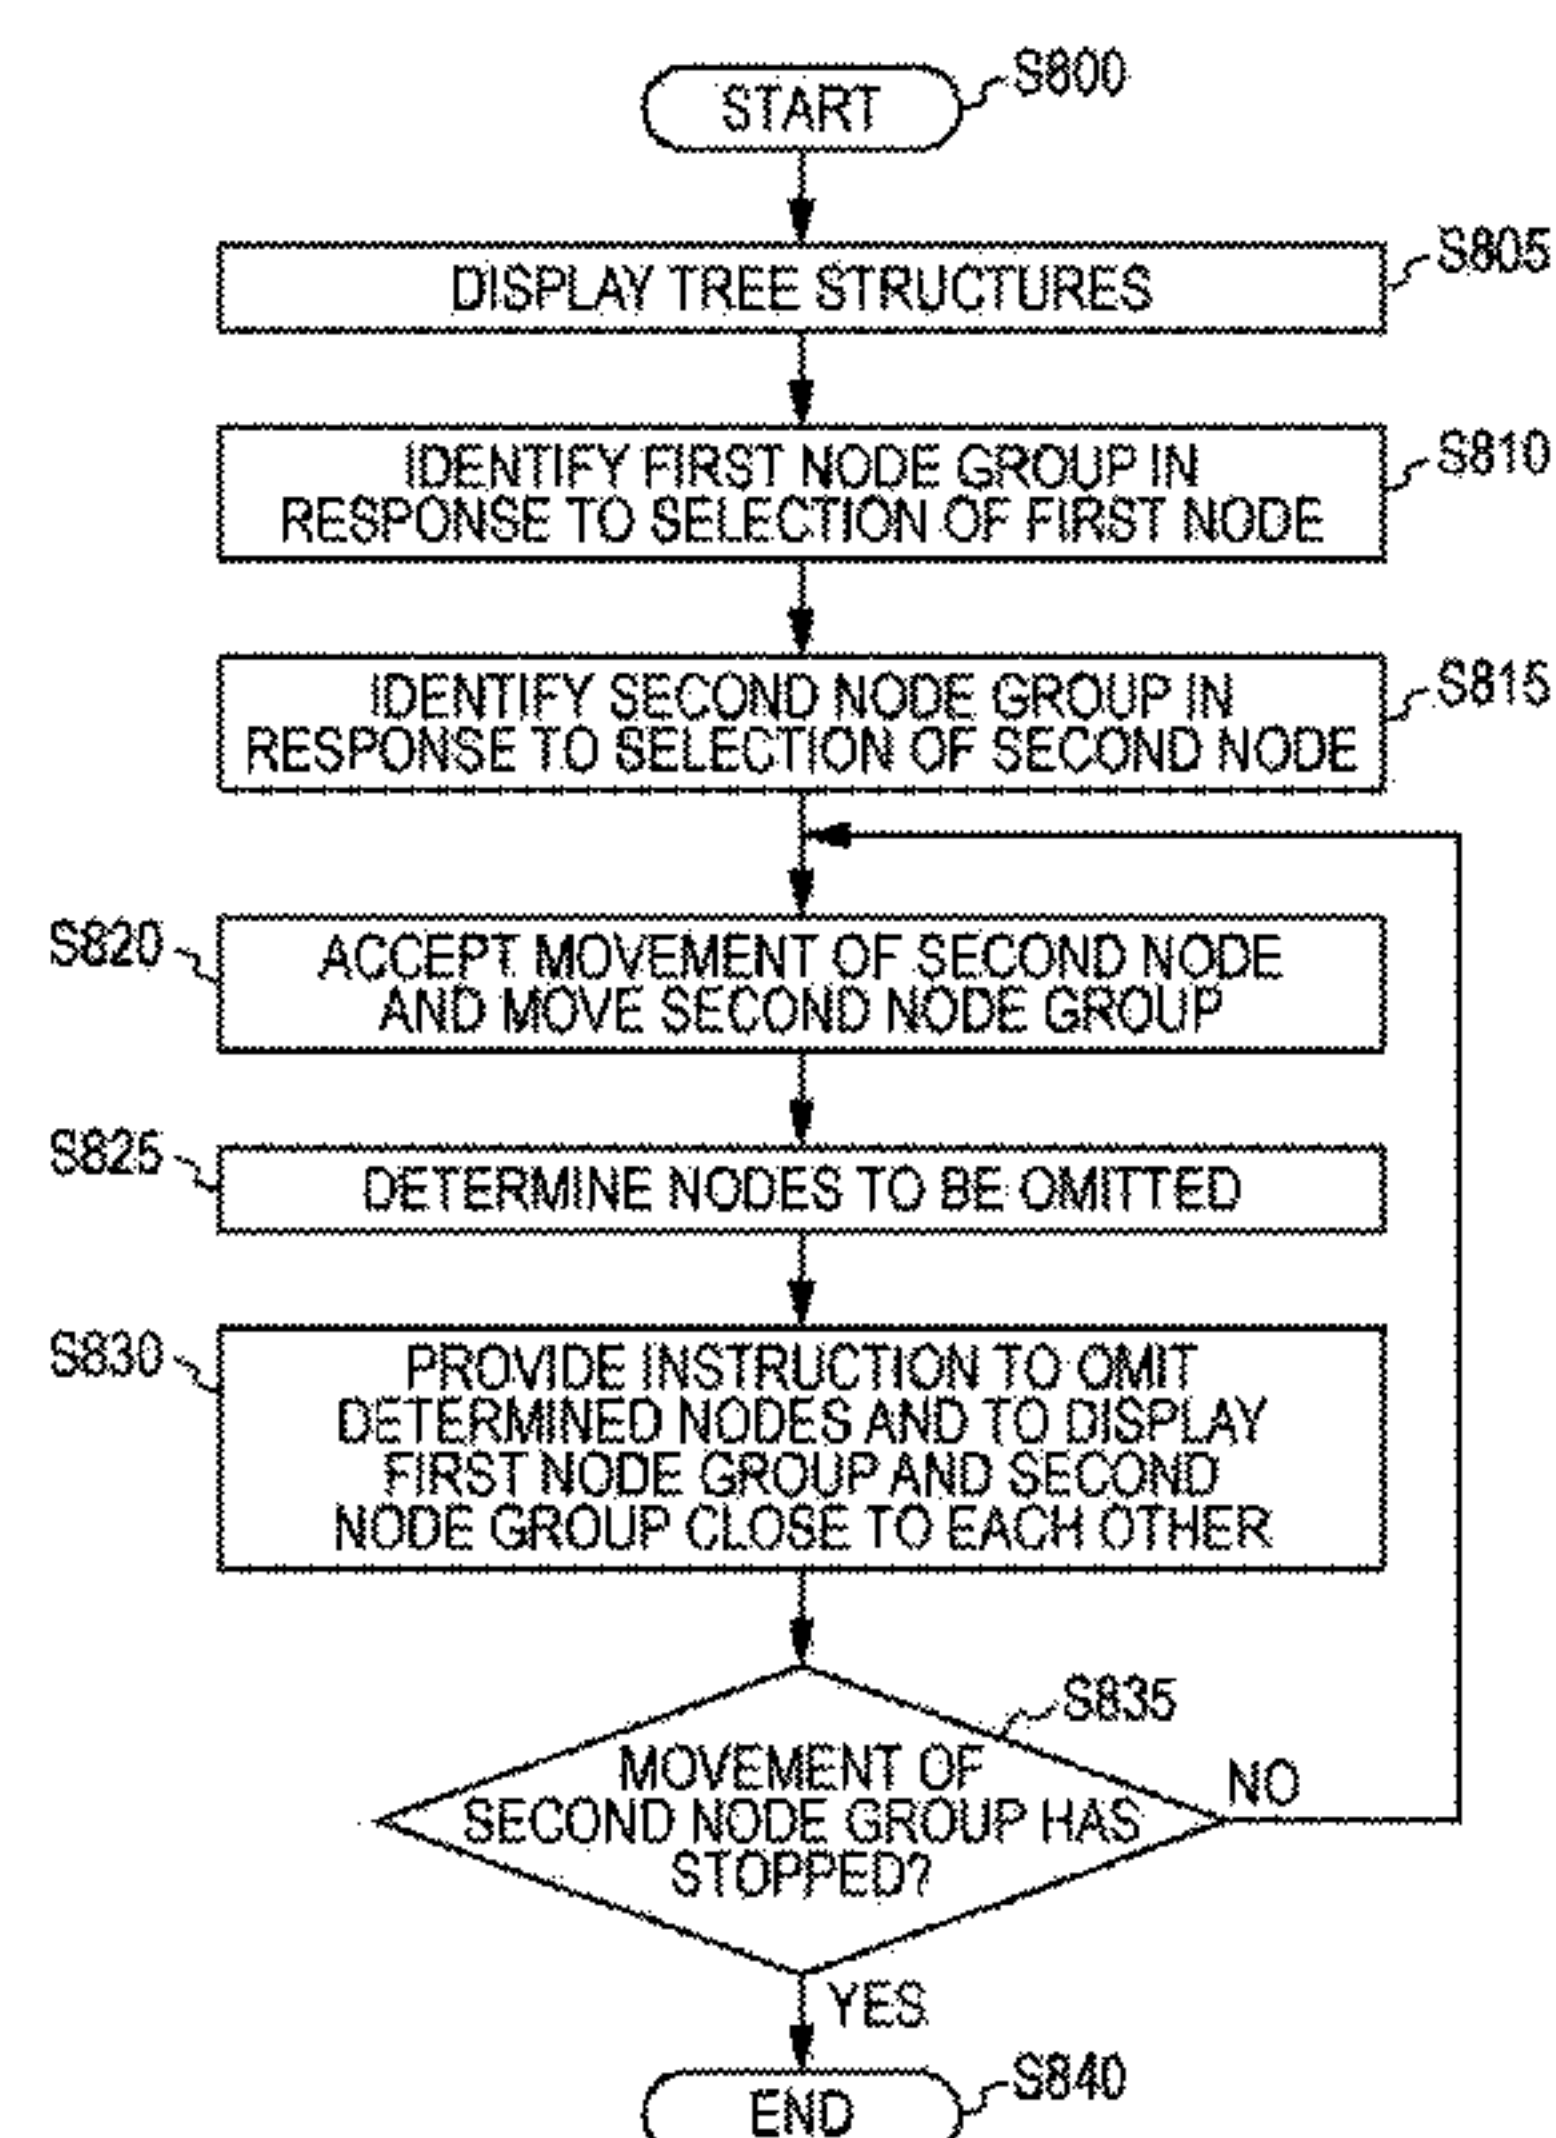 START
S800
DISPLAY TREE STRUCTURES
S805
IDENTIFY FIRST NODE GROUP IN
RESPONSE TO SELECTION OF FIRST NODE
S810
IDENTIFY SECOND NODE GROUP IN
RESPONSE TO SELECTION OF SECOND NODE
S815
S820
ACCEPT MOVEMENT OF SECOND NODE
AND MOVE SECOND NODE GROUP
S825
DETERMINE NODES TO BE OMITTED
S830
PROVIDE INSTRUCTION TO OMIT
DETERMINED NODES AND TO DISPLAY
FIRST NODE GROUP AND SECOND
NODE GROUP CLOSE TO EACH OTHER
S835
MOVEMENT OF
SECOND NODE GROUP HAS
STOPPED?
NO
YES
END
S840